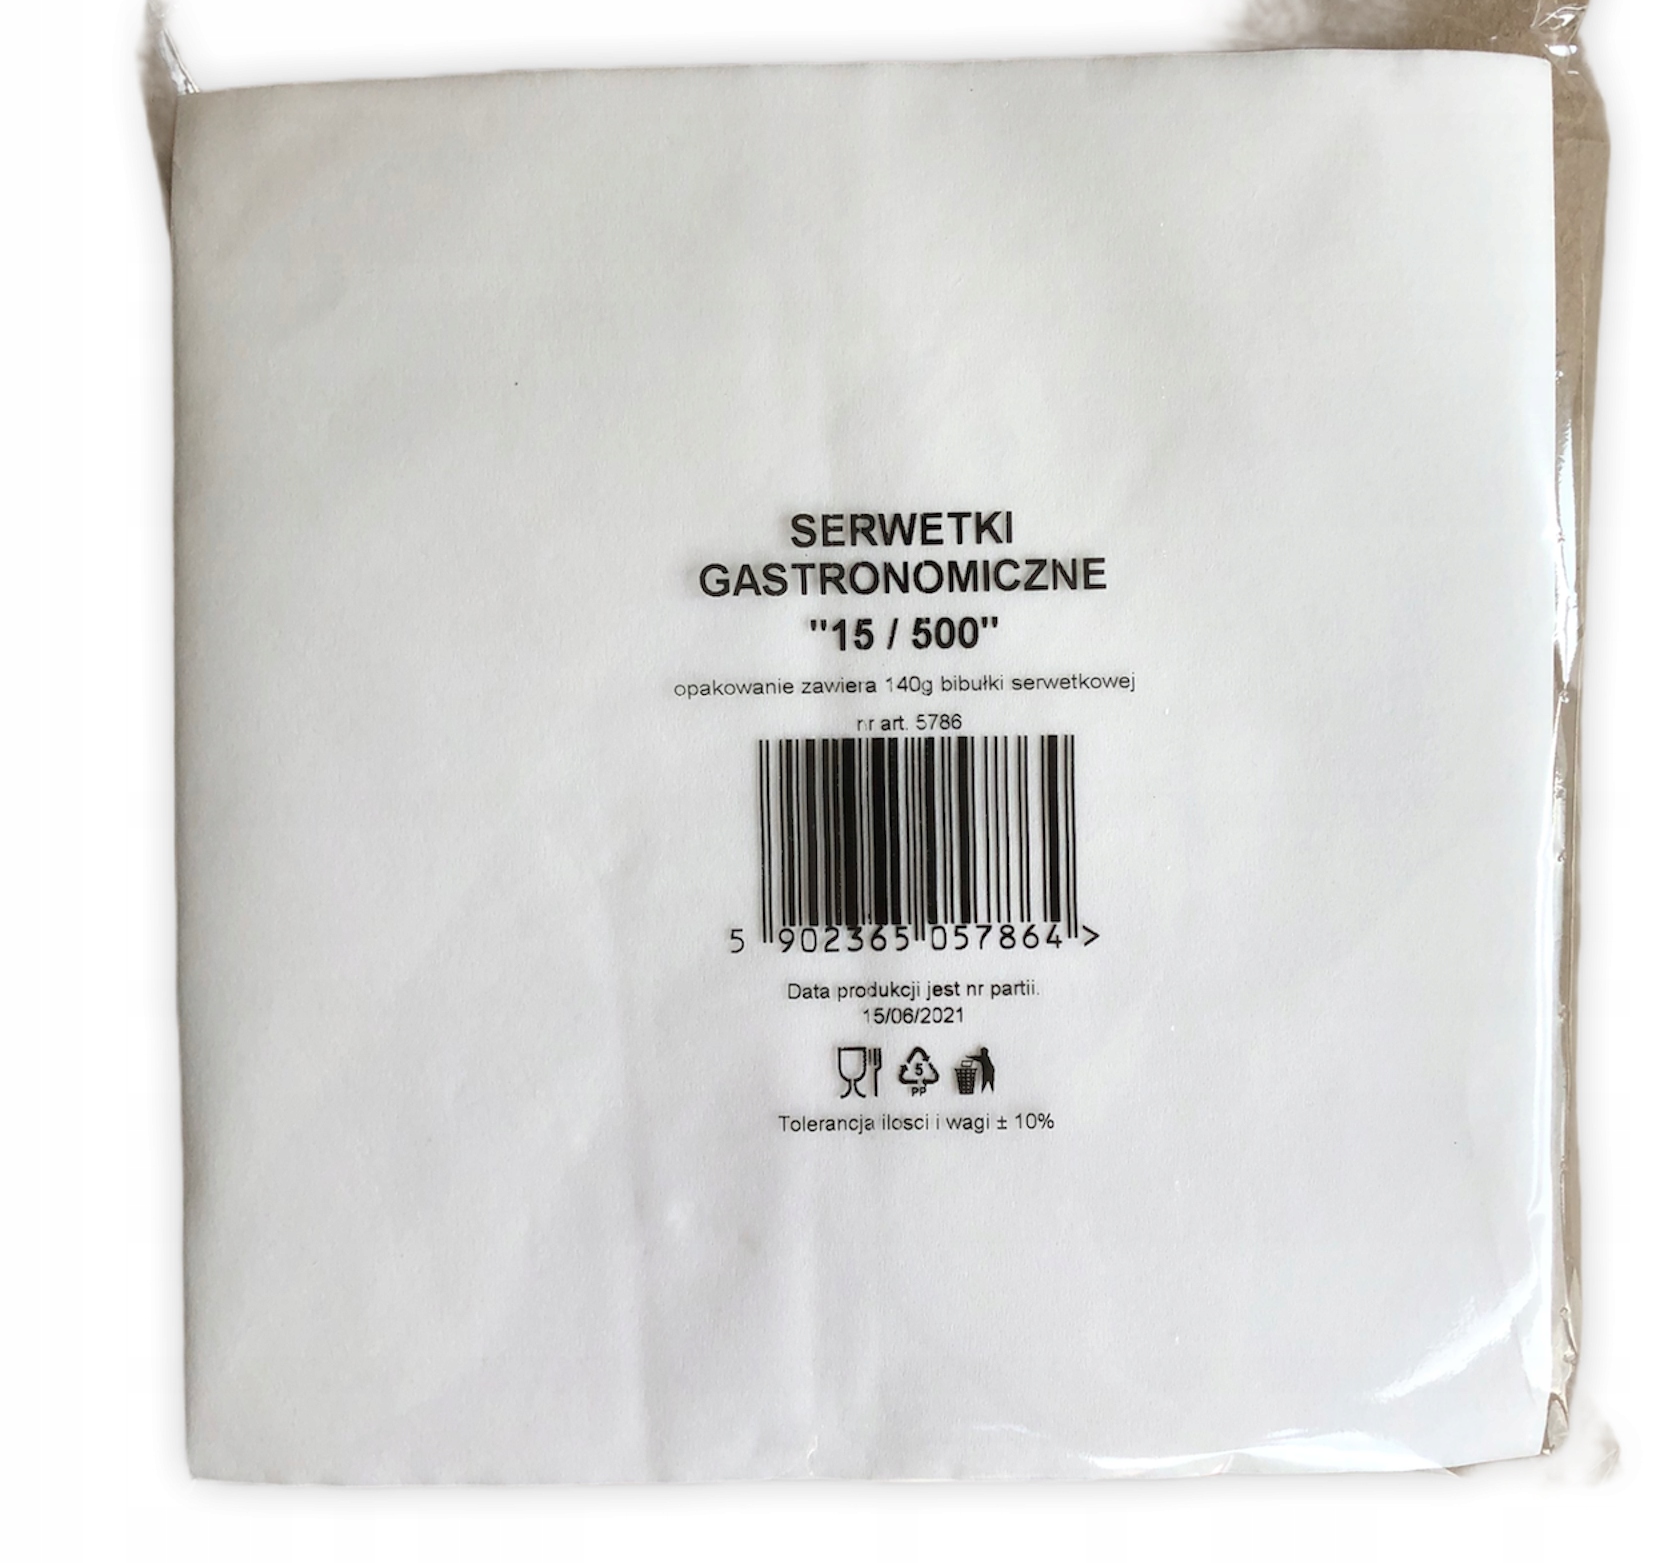 SERWETKI
GASTRONOMICZNE
"15 / 500"
opakowanie zawiera 140g bibułki serwetkowej
nr art. 5786
5 902365 057864 >
Data produkcji jest nr partii.
15/06/2021
5
PP
Tolerancja ilosci i wagi ± 10%